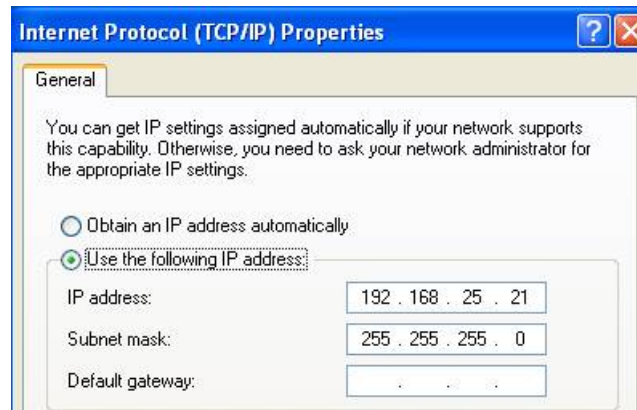 Internet Protocol (TCP/IP) Properties
General
You can get IP settings assigned automatically if your network supports
this capability. Otherwise, you need to ask your network administrator for
the appropriate IP settings.
Obtain an IP address automatically
Use the following IP address:
IP address: 192 . 168 . 25 . 21
Subnet mask: 255 . 255 . 255 . 0
Default gateway: . . .